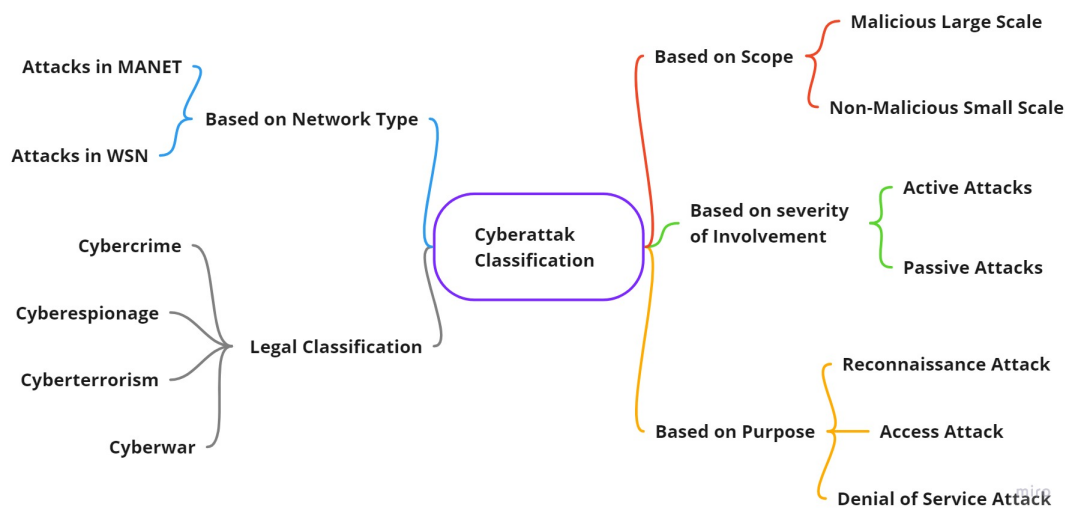 Cyberattak
Classification
Based on Network Type
Attacks in MANET
Attacks in WSN
Legal Classification
Cybercrime
Cyberespionage
Cyberterrorism
Cyberwar
Based on Scope
Malicious Large Scale
Non-Malicious Small Scale
Based on severity
of Involvement
Active Attacks
Passive Attacks
Based on Purpose
Reconnaissance Attack
Access Attack
Denial of Service Attack
miro